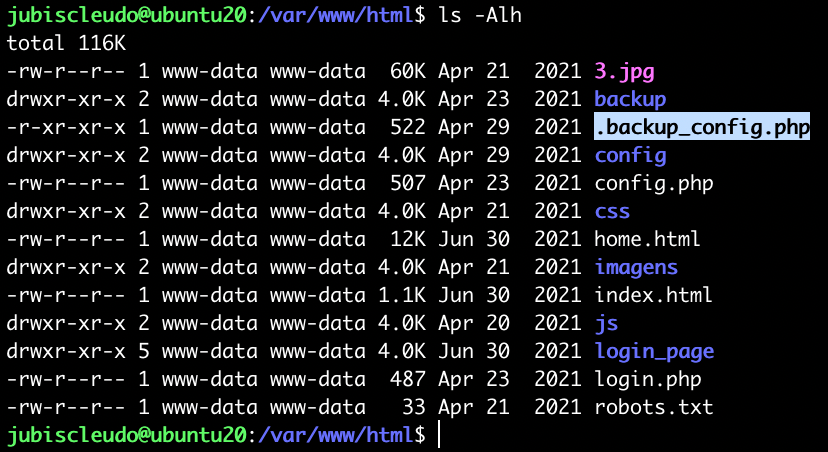 jubiscleudo@ubuntu20:/var/www/html$ ls -Alh
total 116K
-rw-r--r-- 1 www-data www-data  60K Apr 21  2021 3.jpg
drwxr-xr-x 2 www-data www-data 4.0K Apr 23  2021 backup
-r-xr-xr-x 1 www-data www-data  522 Apr 29  2021 .backup_config.php
drwxr-xr-x 2 www-data www-data 4.0K Apr 29  2021 config
-rw-r--r-- 1 www-data www-data  507 Apr 23  2021 config.php
drwxr-xr-x 2 www-data www-data 4.0K Apr 21  2021 css
-rw-r--r-- 1 www-data www-data  12K Jun 30  2021 home.html
drwxr-xr-x 2 www-data www-data 4.0K Apr 21  2021 imagens
-rw-r--r-- 1 www-data www-data 1.1K Jun 30  2021 index.html
drwxr-xr-x 2 www-data www-data 4.0K Apr 20  2021 js
drwxr-xr-x 5 www-data www-data 4.0K Jun 30  2021 login_page
-rw-r--r-- 1 www-data www-data  487 Apr 23  2021 login.php
-rw-r--r-- 1 www-data www-data   33 Apr 21  2021 robots.txt
jubiscleudo@ubuntu20:/var/www/html$